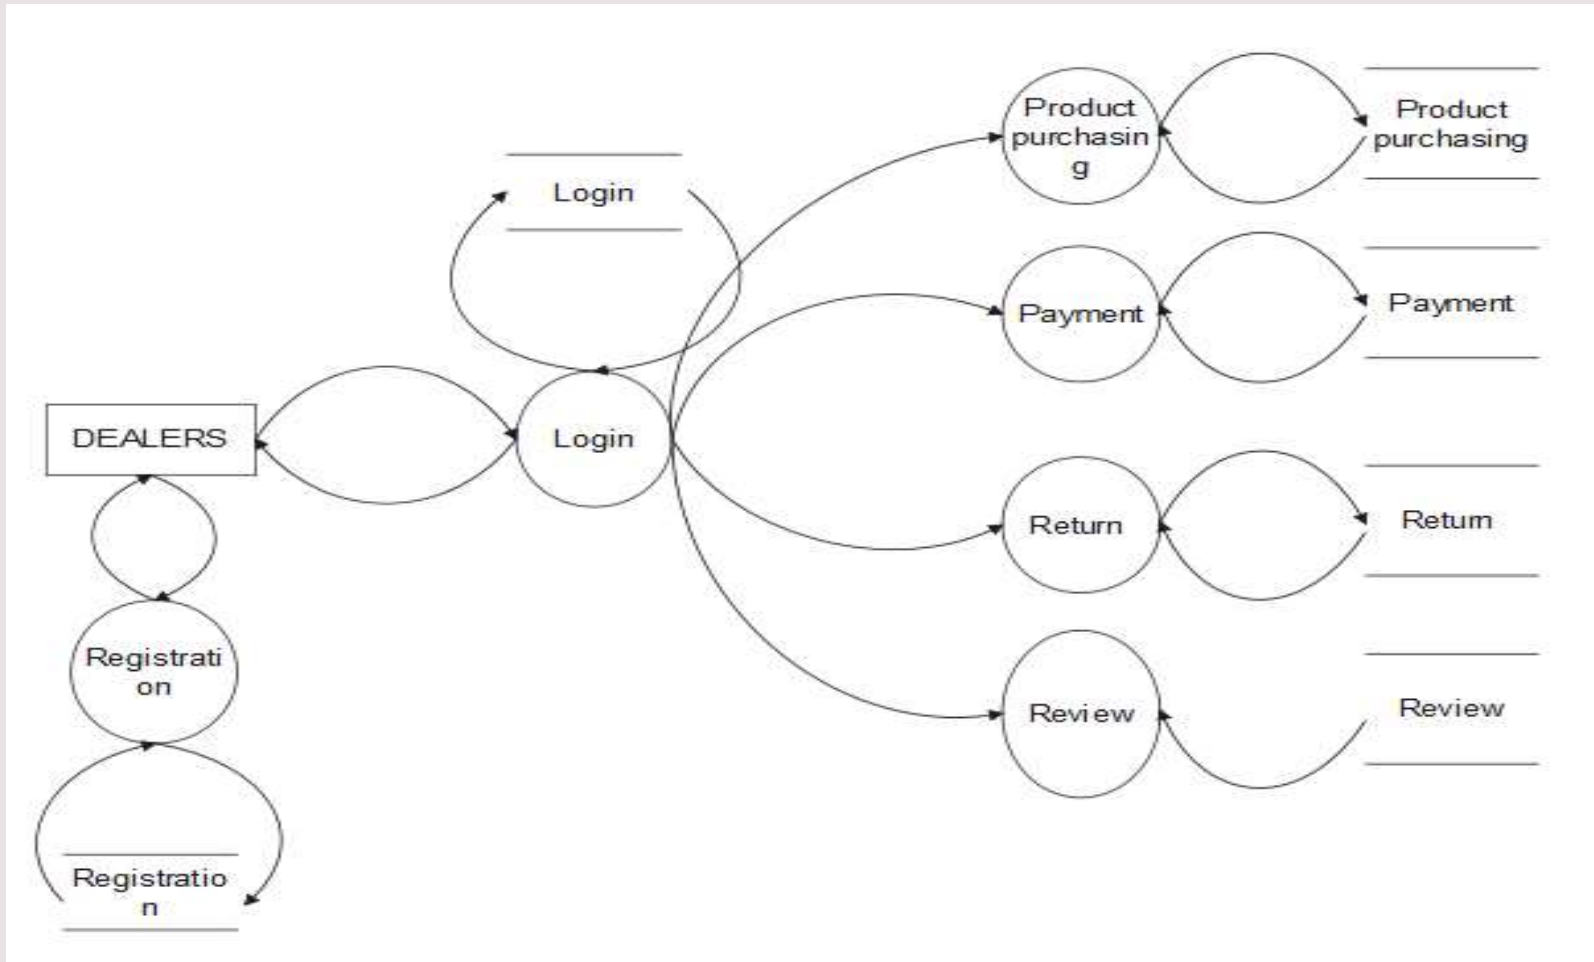 Product
purchasin
g
Product
purchasing
Login
Payment
Payment
DEALERS
Login
Return
Return
Registrati
on
Review
Review
Registratio
n